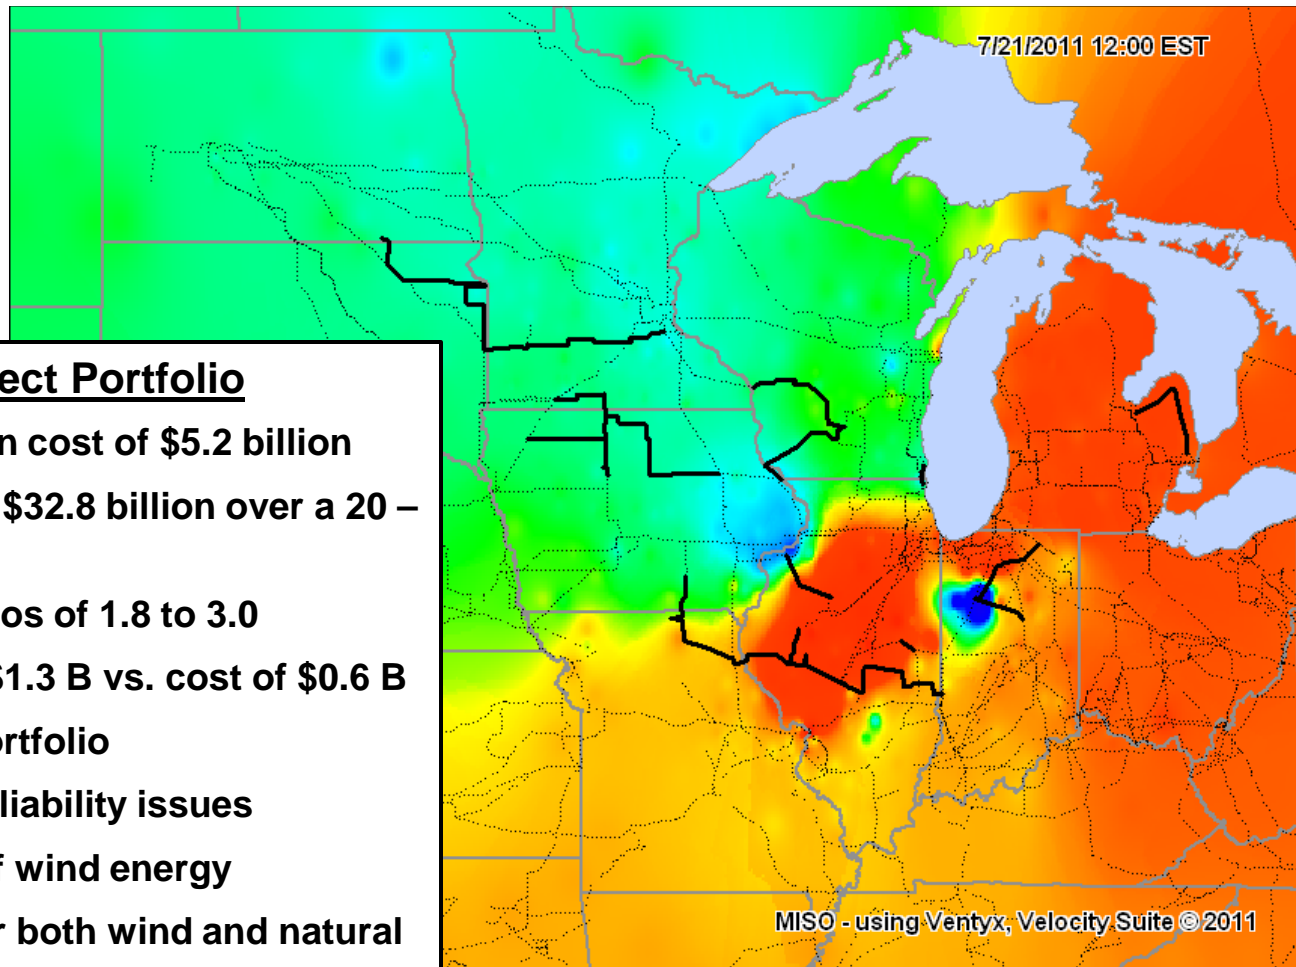 7/21/2011 12:00 EST
ect Portfolio
n cost of $5.2 billion
$32.8 billion over a 20 –
os of 1.8 to 3.0
$1.3 B vs. cost of $0.6 B
ortfolio
liability issues
f wind energy
r both wind and natural
MISO - using Ventyx, Velocity Suite © 2011